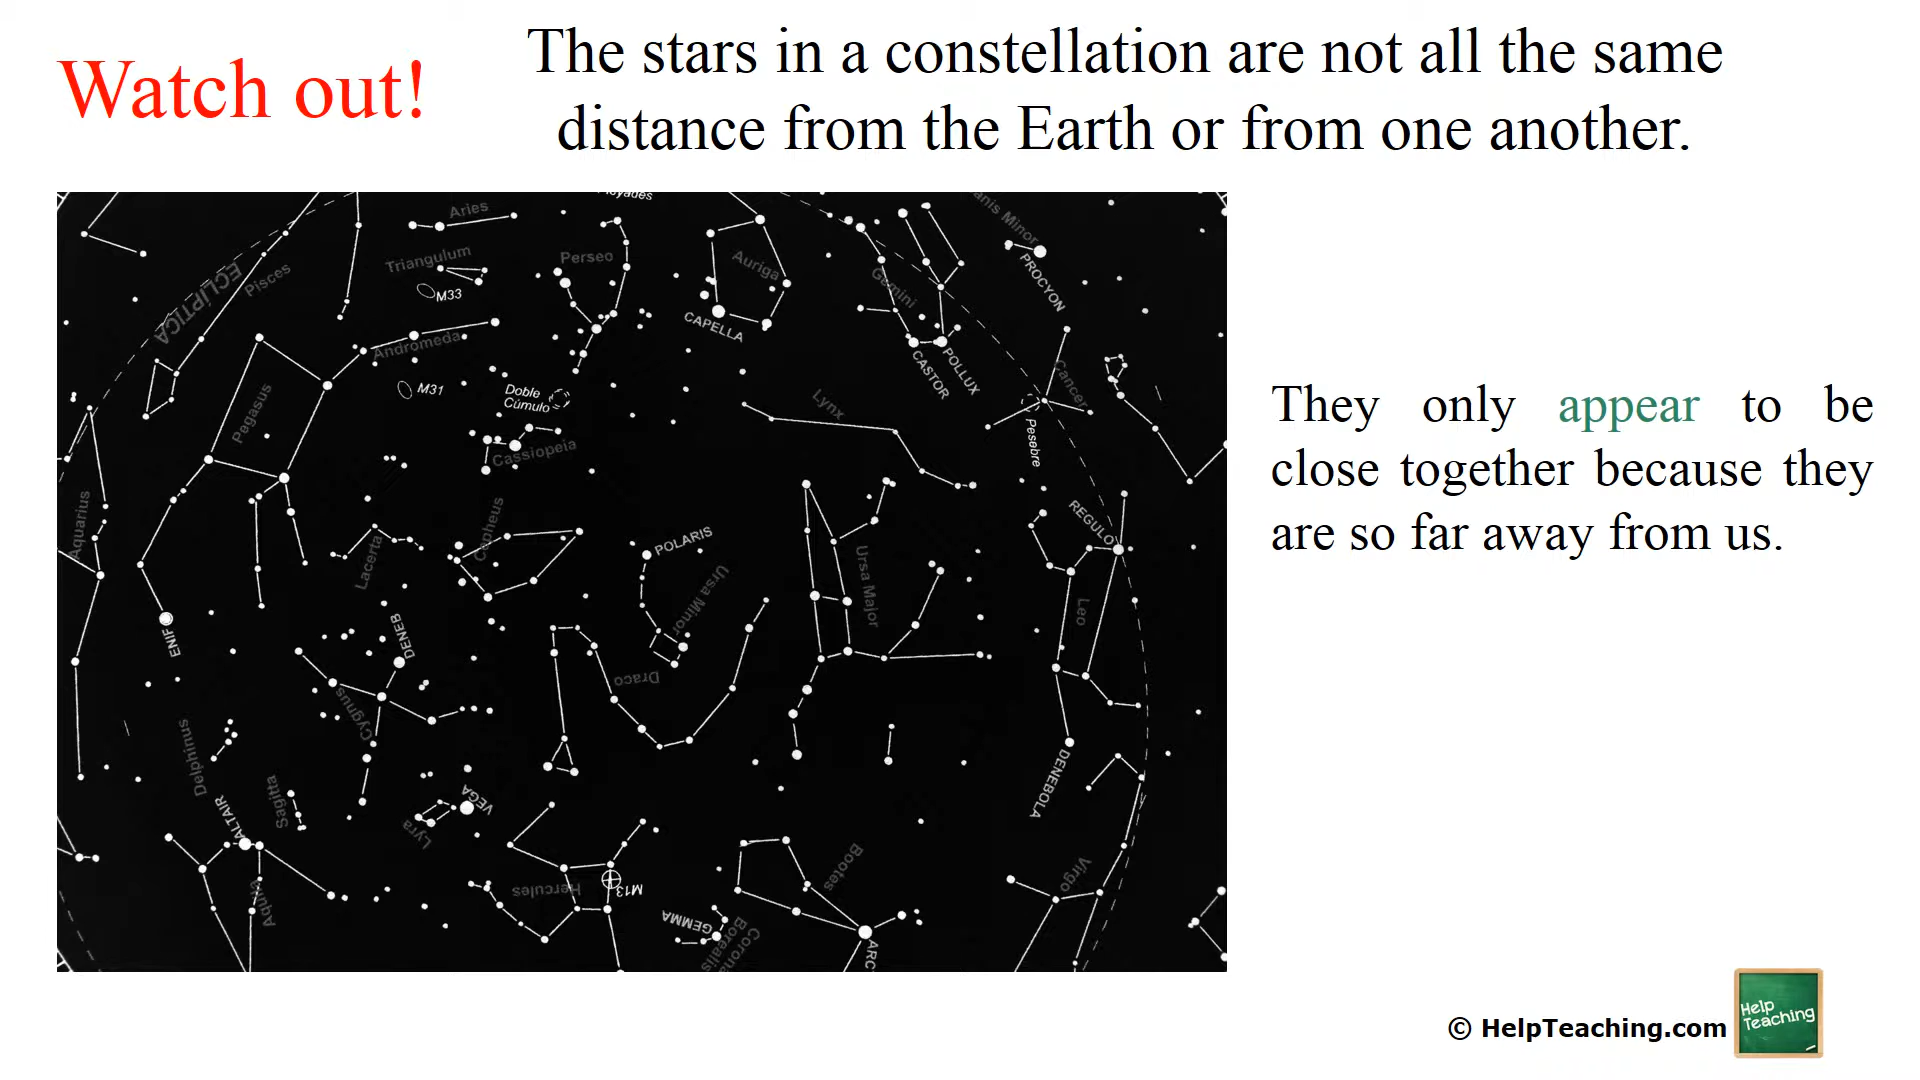 Watch out!
The stars in a constellation are not all the same
distance from the Earth or from one another.
Aries
Triangulum
M33
Perseo
Auriga
CAPELLA
Gemini
CASTOR
POLLUX
PROCYON
Cancer
Pesebre
ECLÍPTICA
Pisces
Andromeda
M31
Doble
Cúmulo
Cassiopeia
Lynx
Pegasus
Aquarius
Lacerta
Cepheus
POLARIS
Ursa Minor
Ursa Major
REGULO
Leo
ENIF
DENEB
Cygnus
Draco
DENEBOLA
Delphinus
Sagitta
ALTAIR
Aquila
VEGA
Lyra
Hercules
M13
GEMMA
Corona
Borealis
Bootes
ARC
Virgo
They only appear to be
close together because they
are so far away from us.
© HelpTeaching.com
Help
Teaching